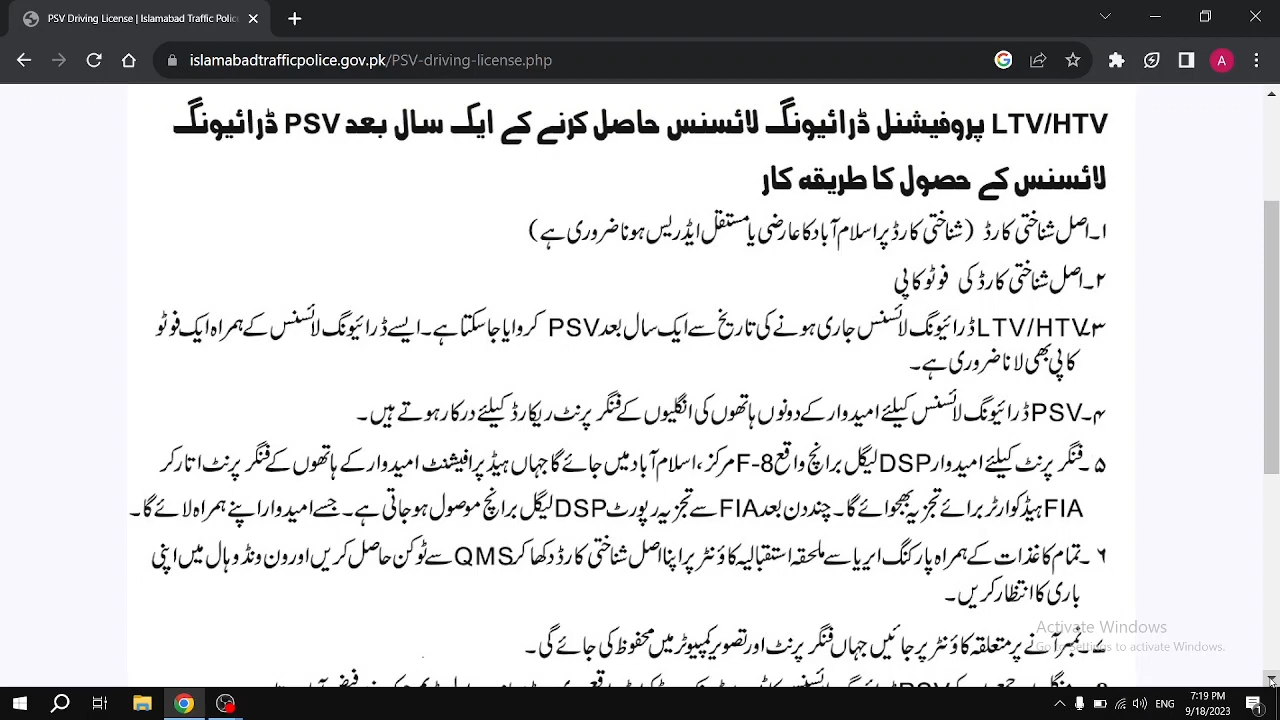 PSV Driving License | Islamabad Traffic Pol
islamabadtrafficpolice.gov.pk/PSV-driving-license.php
A
LTV/HTV پروفیشنل ڈرائیونگ لائسنس حاصل کرنے کے ایک سال بعد PSV ڈرائیونگ
لائسنس کے حصول کا طریقہ کار
۱۔اصل شناختی کارڈ (شناختی کارڈ پر اسلام آباد کا عارضی یا مستقل ایڈریس ہونا ضروری ہے)
۲۔اصل شناختی کارڈ کی فوٹو کاپی
۳۔LTV/HTV ڈرائیونگ لائسنس جاری ہونے کی تاریخ سے ایک سال بعد PSV کروایا جاسکتا ہے۔ ایسے ڈرائیونگ لائسنس کے ہمراہ ایک فوٹو
کاپی بھی لانا ضروری ہے۔
۴۔PSV ڈرائیونگ لائسنس کیلئے امیدوار کے دونوں ہاتھوں کی انگلیوں کے فنگر پرنٹ ریکارڈ کیلئے درکار ہوتے ہیں۔
۵۔ فنگر پرنٹ کیلئے امیدوار DSP لیگل برانچ واقع F-8 مرکز، اسلام آباد میں جائے گا جہاں ہیڈ پرافیشنٹ امیدوار کے ہاتھوں کے فنگر پرنٹ اتار کر
FIA ہیڈ کوارٹر برائے تجزیہ بھجوائے گا۔ چند دن بعد FIA سے تجزیہ رپورٹ DSP لیگل برانچ موصول ہو جاتی ہے۔ جسے امیدوار اپنے ہمراہ لائے گا۔
۶۔ تمام کاغذات کے ہمراہ پارکنگ ایریا سے ملحقہ استقبالیہ کاؤنٹر پر اپنا اصل شناختی کارڈ دکھا کر QMS سے ٹوکن حاصل کریں اور ون ونڈو ہال میں اپنی
باری کا انتظار کریں۔
۷۔نمبر آنے پر متعلقہ کاؤنٹر پر جائیں جہاں فنگر پرنٹ اور تصویر کمپیوٹر میں محفوظ کی جائے گی۔
Activate Windows
Go to Settings to activate Windows.
ENG
7:19 PM
9/18/2023